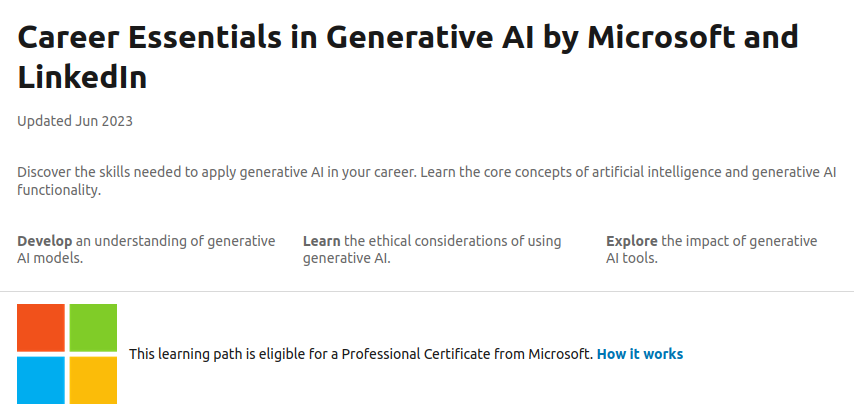 Career Essentials in Generative AI by Microsoft and
LinkedIn
Updated Jun 2023
Discover the skills needed to apply generative AI in your career. Learn the core concepts of artificial intelligence and generative AI
functionality.
Develop an understanding of generative
AI models.
Learn the ethical considerations of using
generative AI.
Explore the impact of generative
AI tools.
This learning path is eligible for a Professional Certificate from Microsoft. How it works